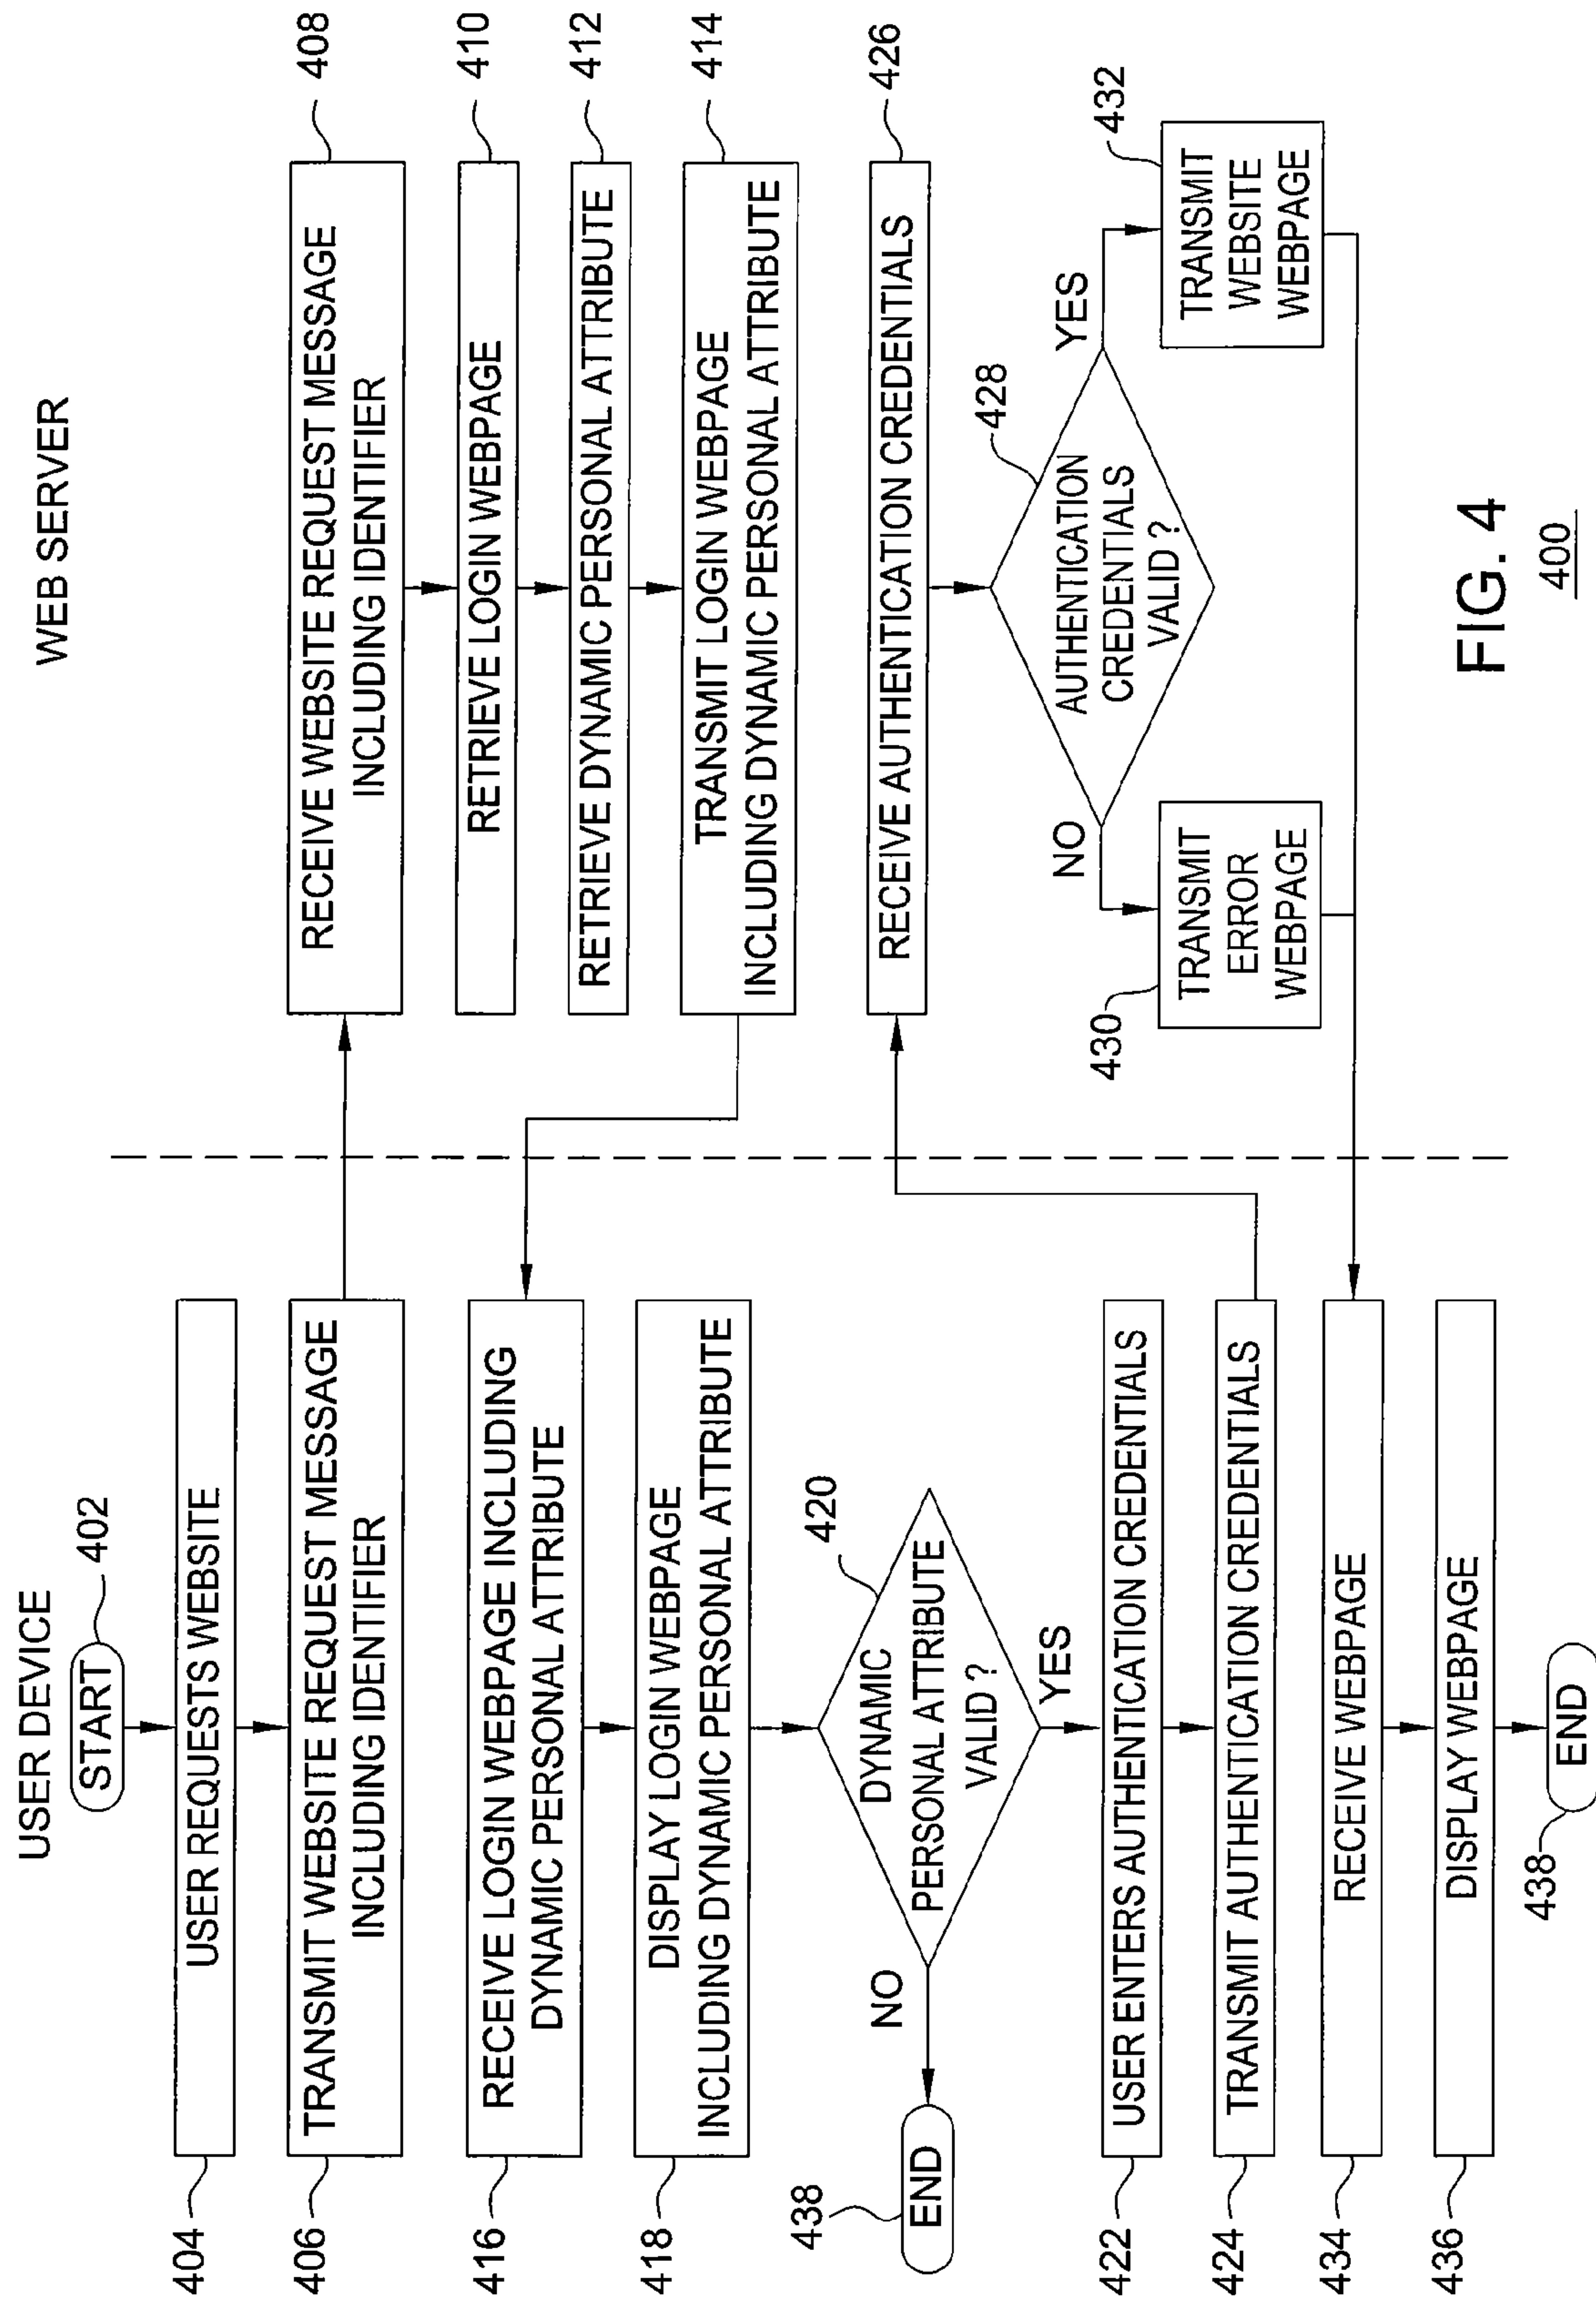 USER DEVICE
START
402
USER REQUESTS WEBSITE
404
TRANSMIT WEBSITE REQUEST MESSAGE
INCLUDING IDENTIFIER
406
RECEIVE LOGIN WEBPAGE INCLUDING
DYNAMIC PERSONAL ATTRIBUTE
416
DISPLAY LOGIN WEBPAGE
INCLUDING DYNAMIC PERSONAL ATTRIBUTE
418
DYNAMIC
PERSONAL ATTRIBUTE
VALID ?
420
NO
YES
END
438
USER ENTERS AUTHENTICATION CREDENTIALS
422
TRANSMIT AUTHENTICATION CREDENTIALS
424
RECEIVE WEBPAGE
434
DISPLAY WEBPAGE
436
END
438
WEB SERVER
RECEIVE WEBSITE REQUEST MESSAGE
INCLUDING IDENTIFIER
408
RETRIEVE LOGIN WEBPAGE
410
RETRIEVE DYNAMIC PERSONAL ATTRIBUTE
412
TRANSMIT LOGIN WEBPAGE
INCLUDING DYNAMIC PERSONAL ATTRIBUTE
414
RECEIVE AUTHENTICATION CREDENTIALS
426
AUTHENTICATION
CREDENTIALS
VALID ?
428
NO
YES
TRANSMIT
ERROR
WEBPAGE
430
TRANSMIT
WEBSITE
WEBPAGE
432
FIG. 4
400